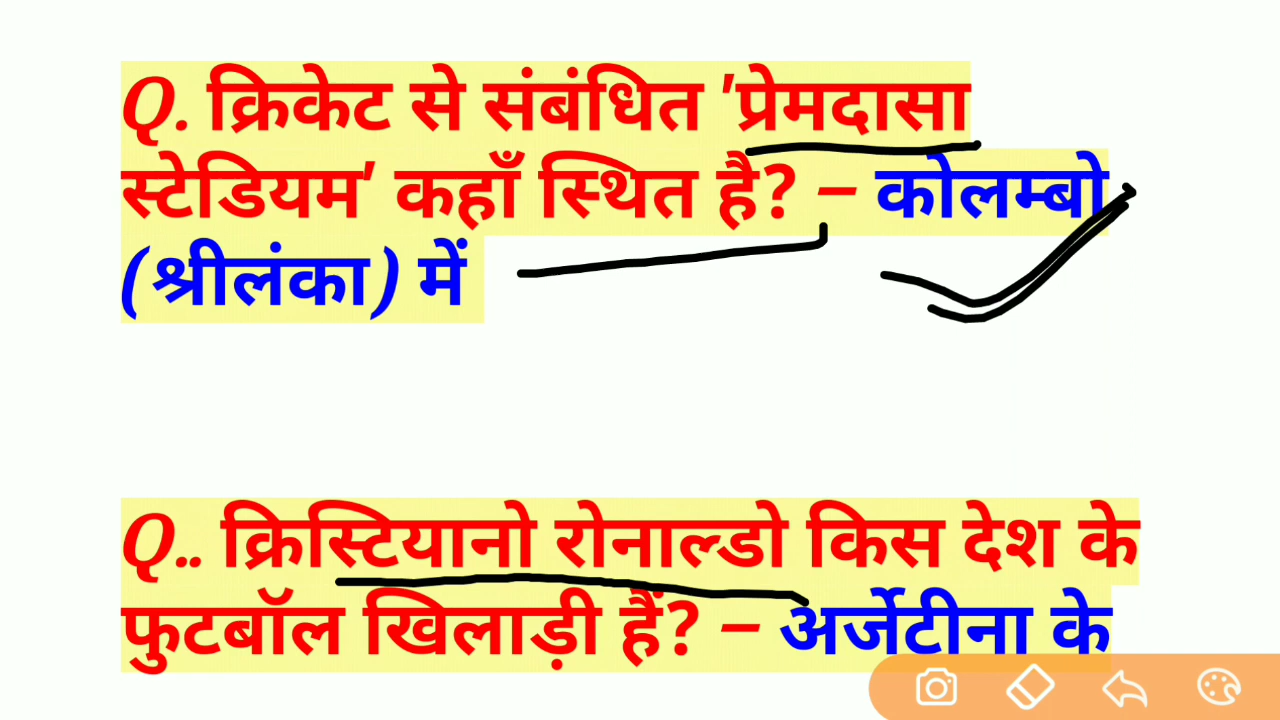 Q. क्रिकेट से संबंधित 'प्रेमदासा
स्टेडियम' कहाँ स्थित है? – कोलम्बो
(श्रीलंका) में
Q.. क्रिस्टियानो रोनाल्डो किस देश के
फुटबॉल खिलाड़ी हैं? – अर्जेटीना के